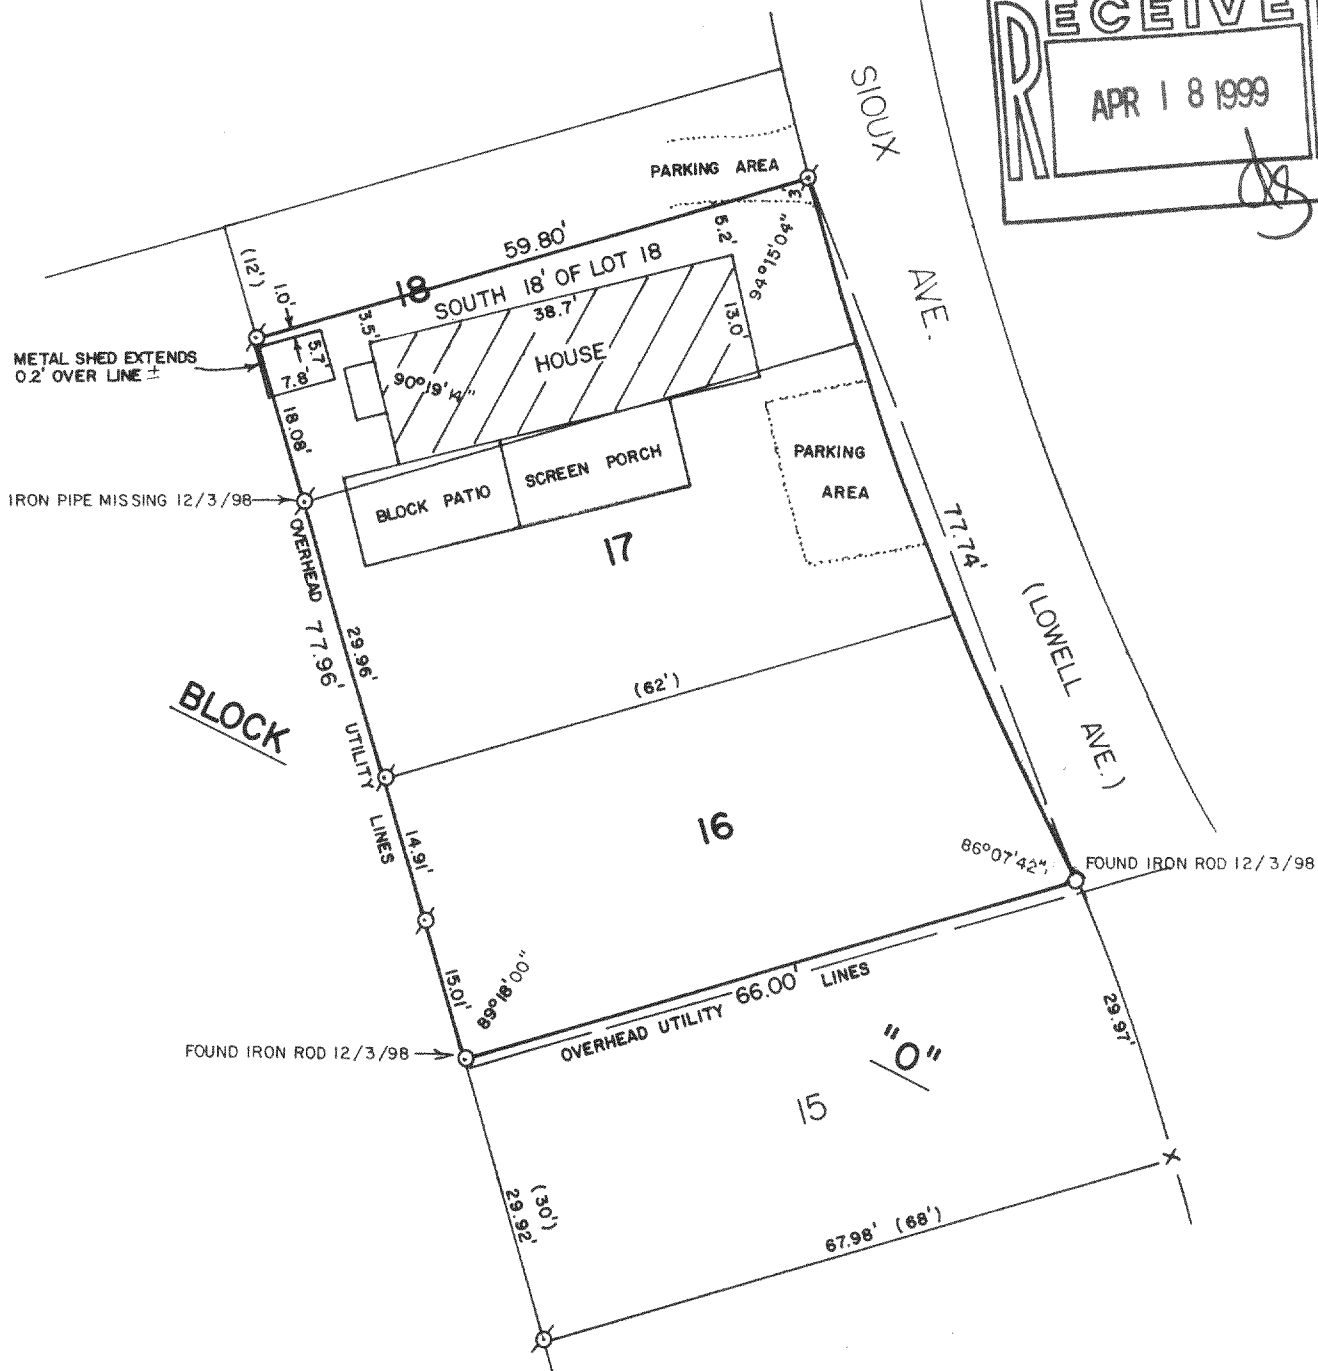 RECEIVE
APR 18 1999
SIOUX
AVE.
(LOWELL AVE.)
PARKING AREA
3'
59.80'
5.2'
94°15'04"
(12')
1.0'
18
SOUTH 18' OF LOT 18
3.5'
38.7'
13.0'
HOUSE
METAL SHED EXTENDS
0.2' OVER LINE ±
5.7'
7.8'
90°19'14"
18.08'
IRON PIPE MISSING 12/3/98
BLOCK PATIO
SCREEN PORCH
PARKING
AREA
17
77.74'
OVERHEAD
77.96'
29.96'
UTILITY
LINES
(62')
BLOCK
14.91'
16
86°07'42"
FOUND IRON ROD 12/3/98
15.01'
89°18'00"
FOUND IRON ROD 12/3/98
OVERHEAD UTILITY
66.00'
LINES
"O"
29.97'
15
(30')
29.92'
67.98' (68')